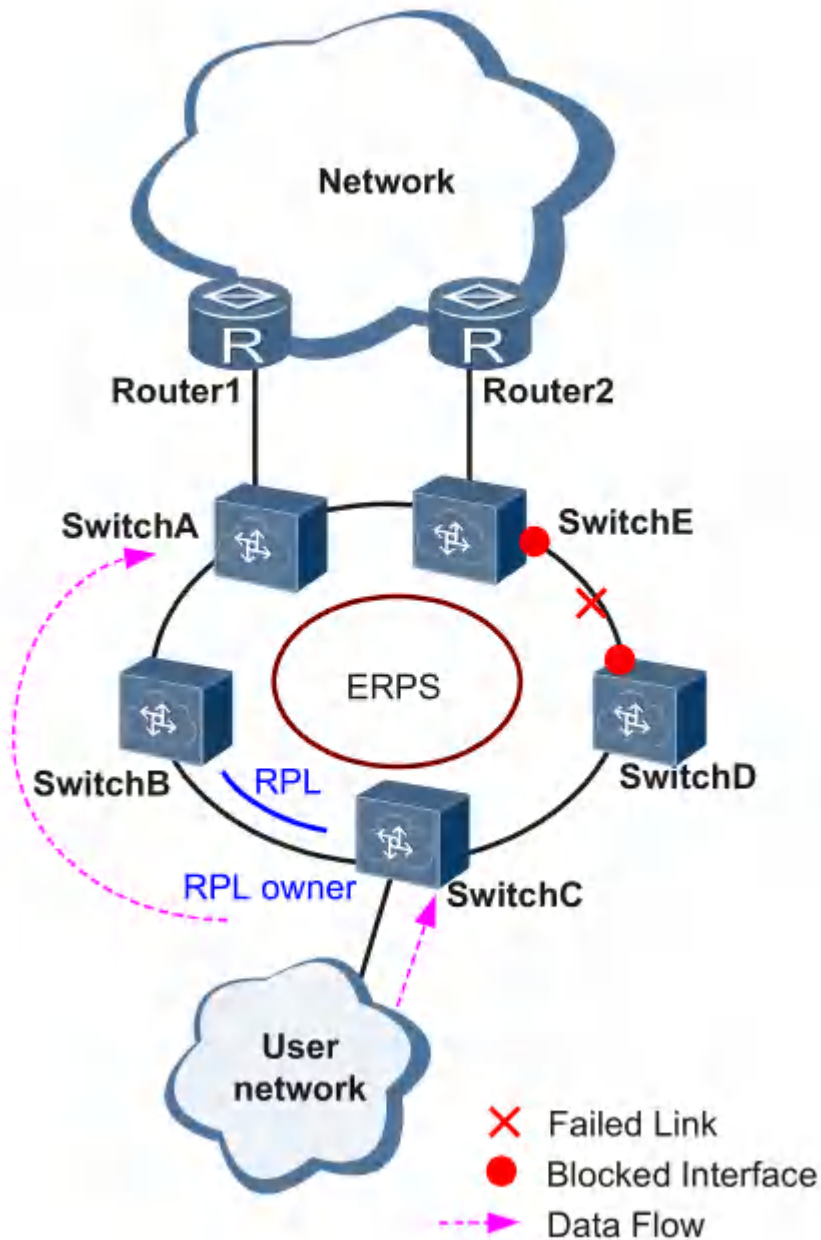 Network
R
R
Router1
Router2
SwitchA
SwitchE
ERPS
SwitchB
RPL
SwitchD
RPL owner
SwitchC
User
network
Failed Link
Blocked Interface
Data Flow